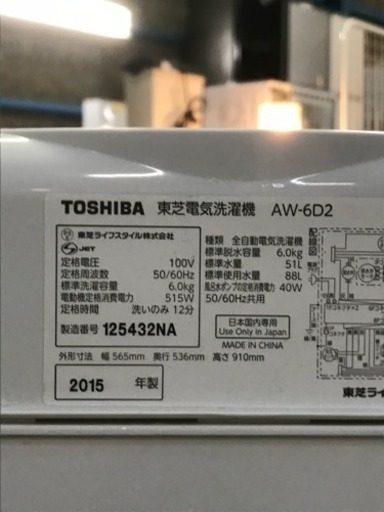 TOSHIBA 東芝電気洗濯機 AW-6D2
東芝ライフスタイル株式会社
JET
定格電圧 100V
定格周波数 50/60Hz
標準洗濯容量 6.0kg
電動機定格消費電力 515W
定格時間 洗いのみ 12分
製造番号 125432NA
種類 全自動電気洗濯機
標準脱水容量 6.0kg
標準水量 51L
標準使用水量 88L
風呂水ポンプの定格消費電力 40W
50/60Hz共用
日本国内専用
Use Only in Japan
MADE IN CHINA
外形寸法 幅 565mm 奥行 536mm 高さ 910mm
2015 年製
配線図
東芝ライ